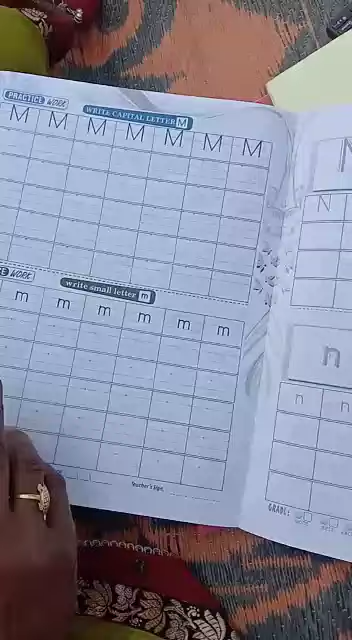 PRACTICE WORK
WRITE CAPITAL LETTER M
M M M M M M M
WORK
write small letter m
m m m m m m
Teacher's Sign.
N
N
n
n n
GRADE: